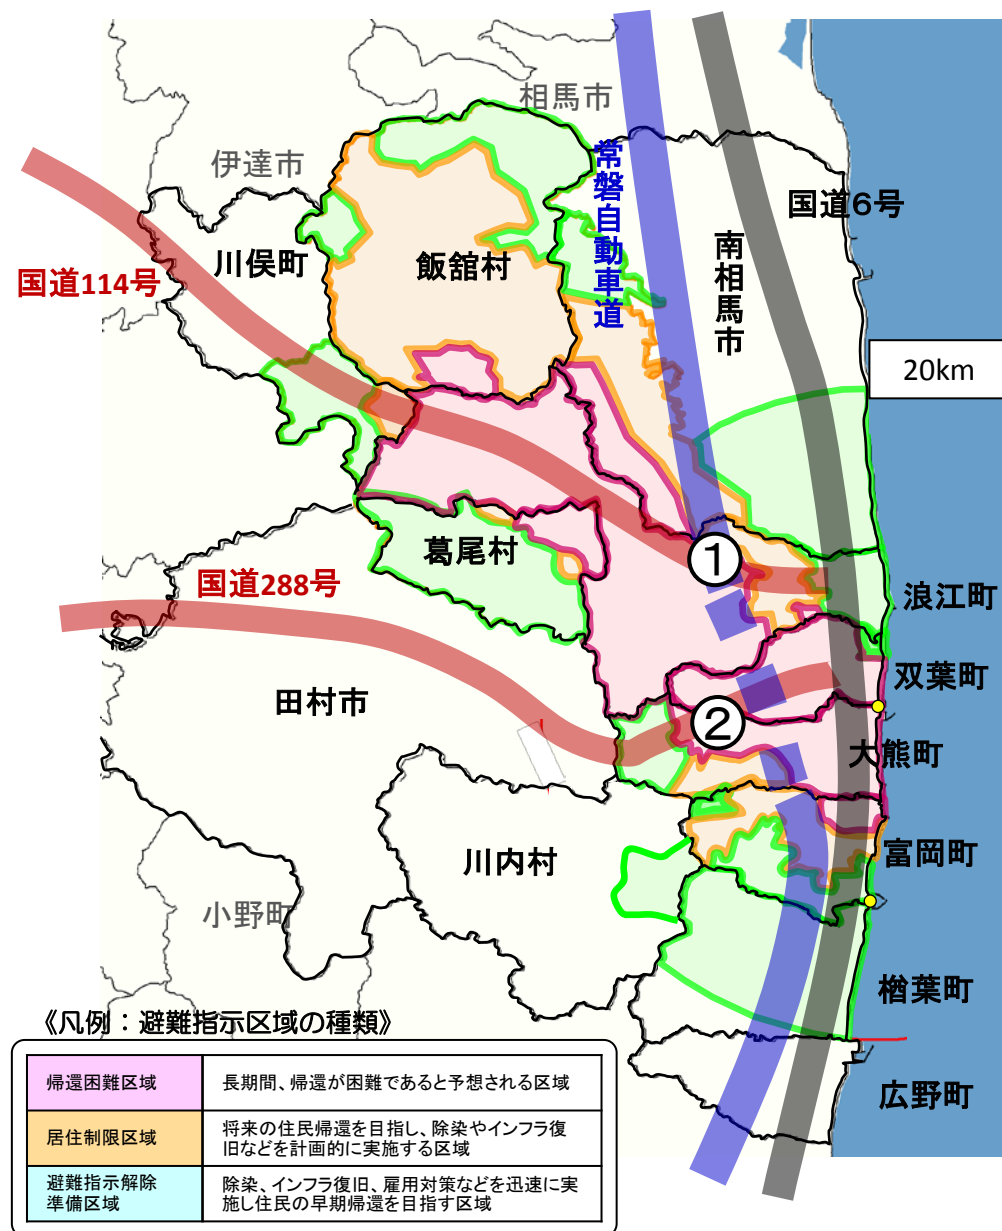 相馬市
伊達市
常磐自動車道
国道６号
川俣町
飯舘村
南相馬市
国道114号
20km
葛尾村
①
国道288号
浪江町
双葉町
田村市
②
大熊町
川内村
富岡町
小野町
楢葉町
《凡例：避難指示区域の種類》
広野町
帰還困難区域
長期間、帰還が困難であると予想される区域
居住制限区域
将来の住民帰還を目指し、除染やインフラ復
旧などを計画的に実施する区域
避難指示解除
準備区域
除染、インフラ復旧、雇用対策などを迅速に実
施し住民の早期帰還を目指す区域